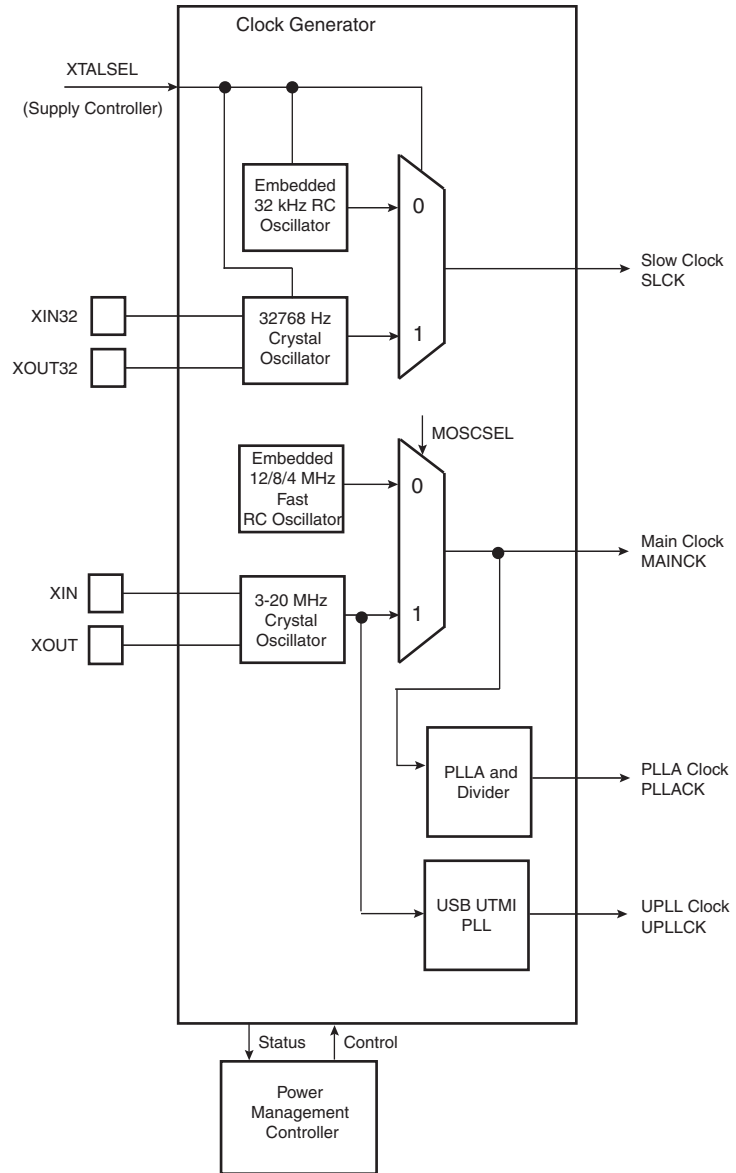 Clock Generator
XTALSEL
(Supply Controller)
Embedded
32 kHz RC
Oscillator
0
Slow Clock
SLCK
XIN32
32768 Hz
Crystal
Oscillator
1
XOUT32
MOSCSEL
Embedded
12/8/4 MHz
Fast
RC Oscillator
0
Main Clock
MAINCK
XIN
3-20 MHz
Crystal
Oscillator
1
XOUT
PLLA and
Divider
PLLA Clock
PLLACK
USB UTMI
PLL
UPLL Clock
UPLLCK
Status
Control
Power
Management
Controller